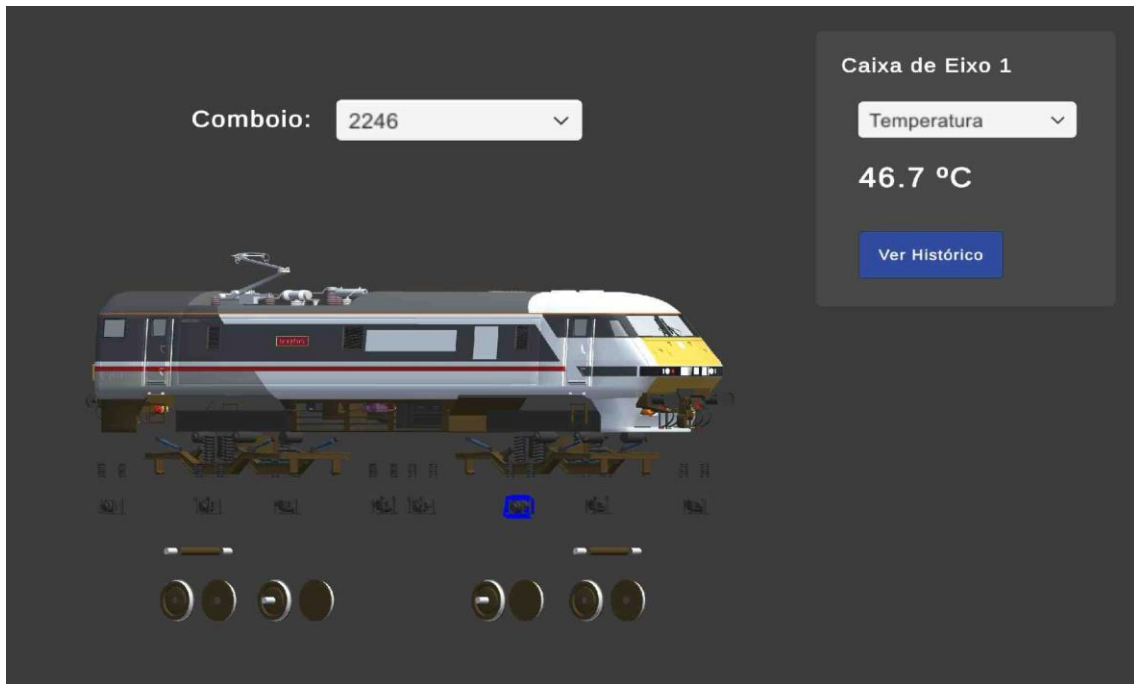 Caixa de Eixo 1
Comboio: 2246
Temperatura
46.7 ºC
Ver Histórico